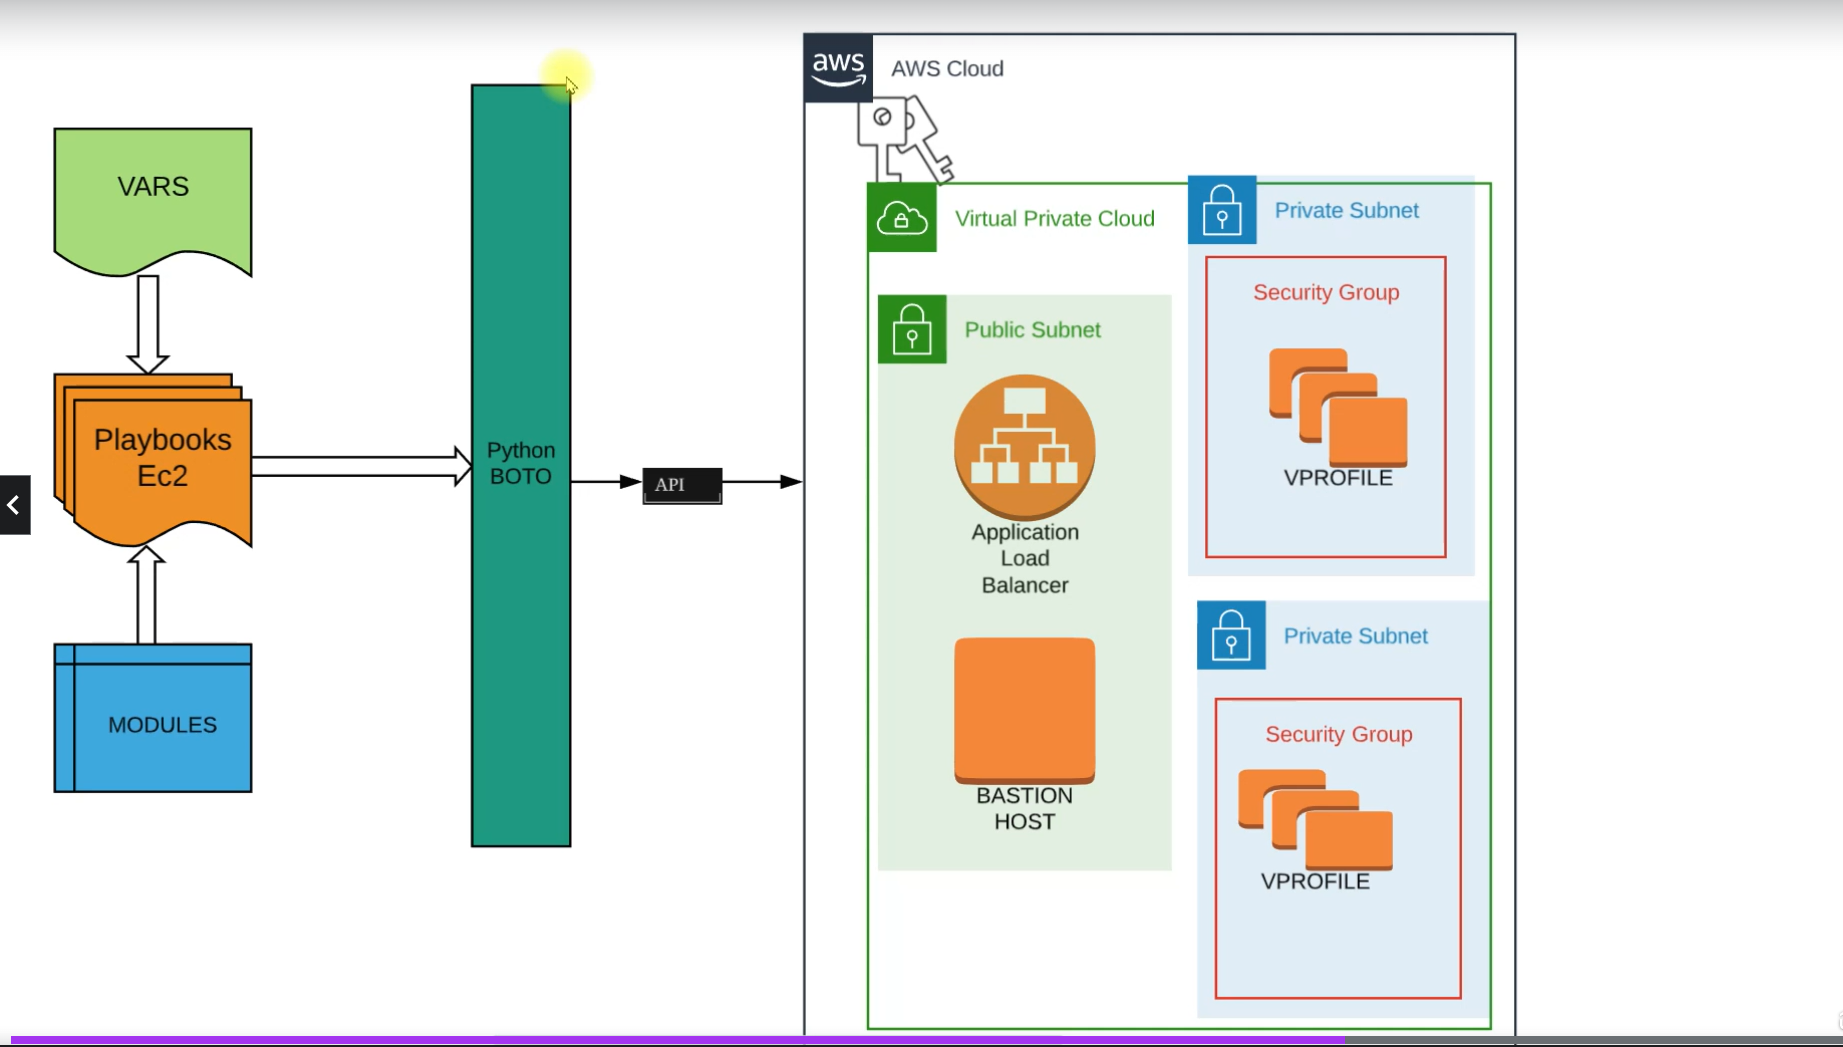 VARS
Playbooks
Ec2
MODULES
Python
BOTO
API
aws
AWS Cloud
Virtual Private Cloud
Public Subnet
Application
Load
Balancer
BASTION
HOST
Private Subnet
Security Group
VPROFILE
Private Subnet
Security Group
VPROFILE